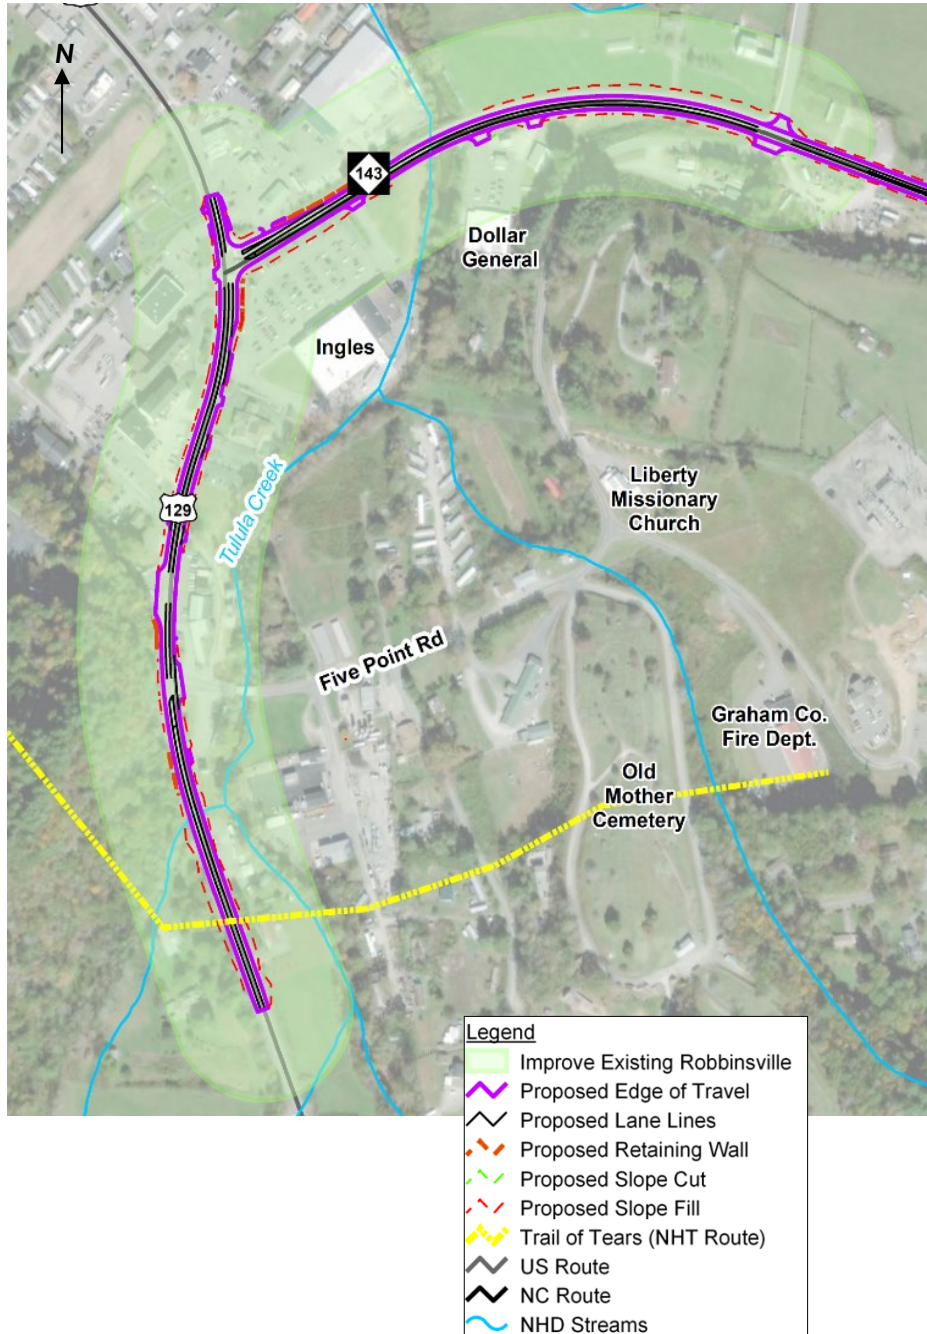 N
143
Dollar
General
Ingles
Liberty
Missionary
Church
129
Tulula Creek
Five Point Rd
Graham Co.
Fire Dept.
Old
Mother
Cemetery
Legend
Improve Existing Robbinsville
Proposed Edge of Travel
Proposed Lane Lines
Proposed Retaining Wall
Proposed Slope Cut
Proposed Slope Fill
Trail of Tears (NHT Route)
US Route
NC Route
NHD Streams